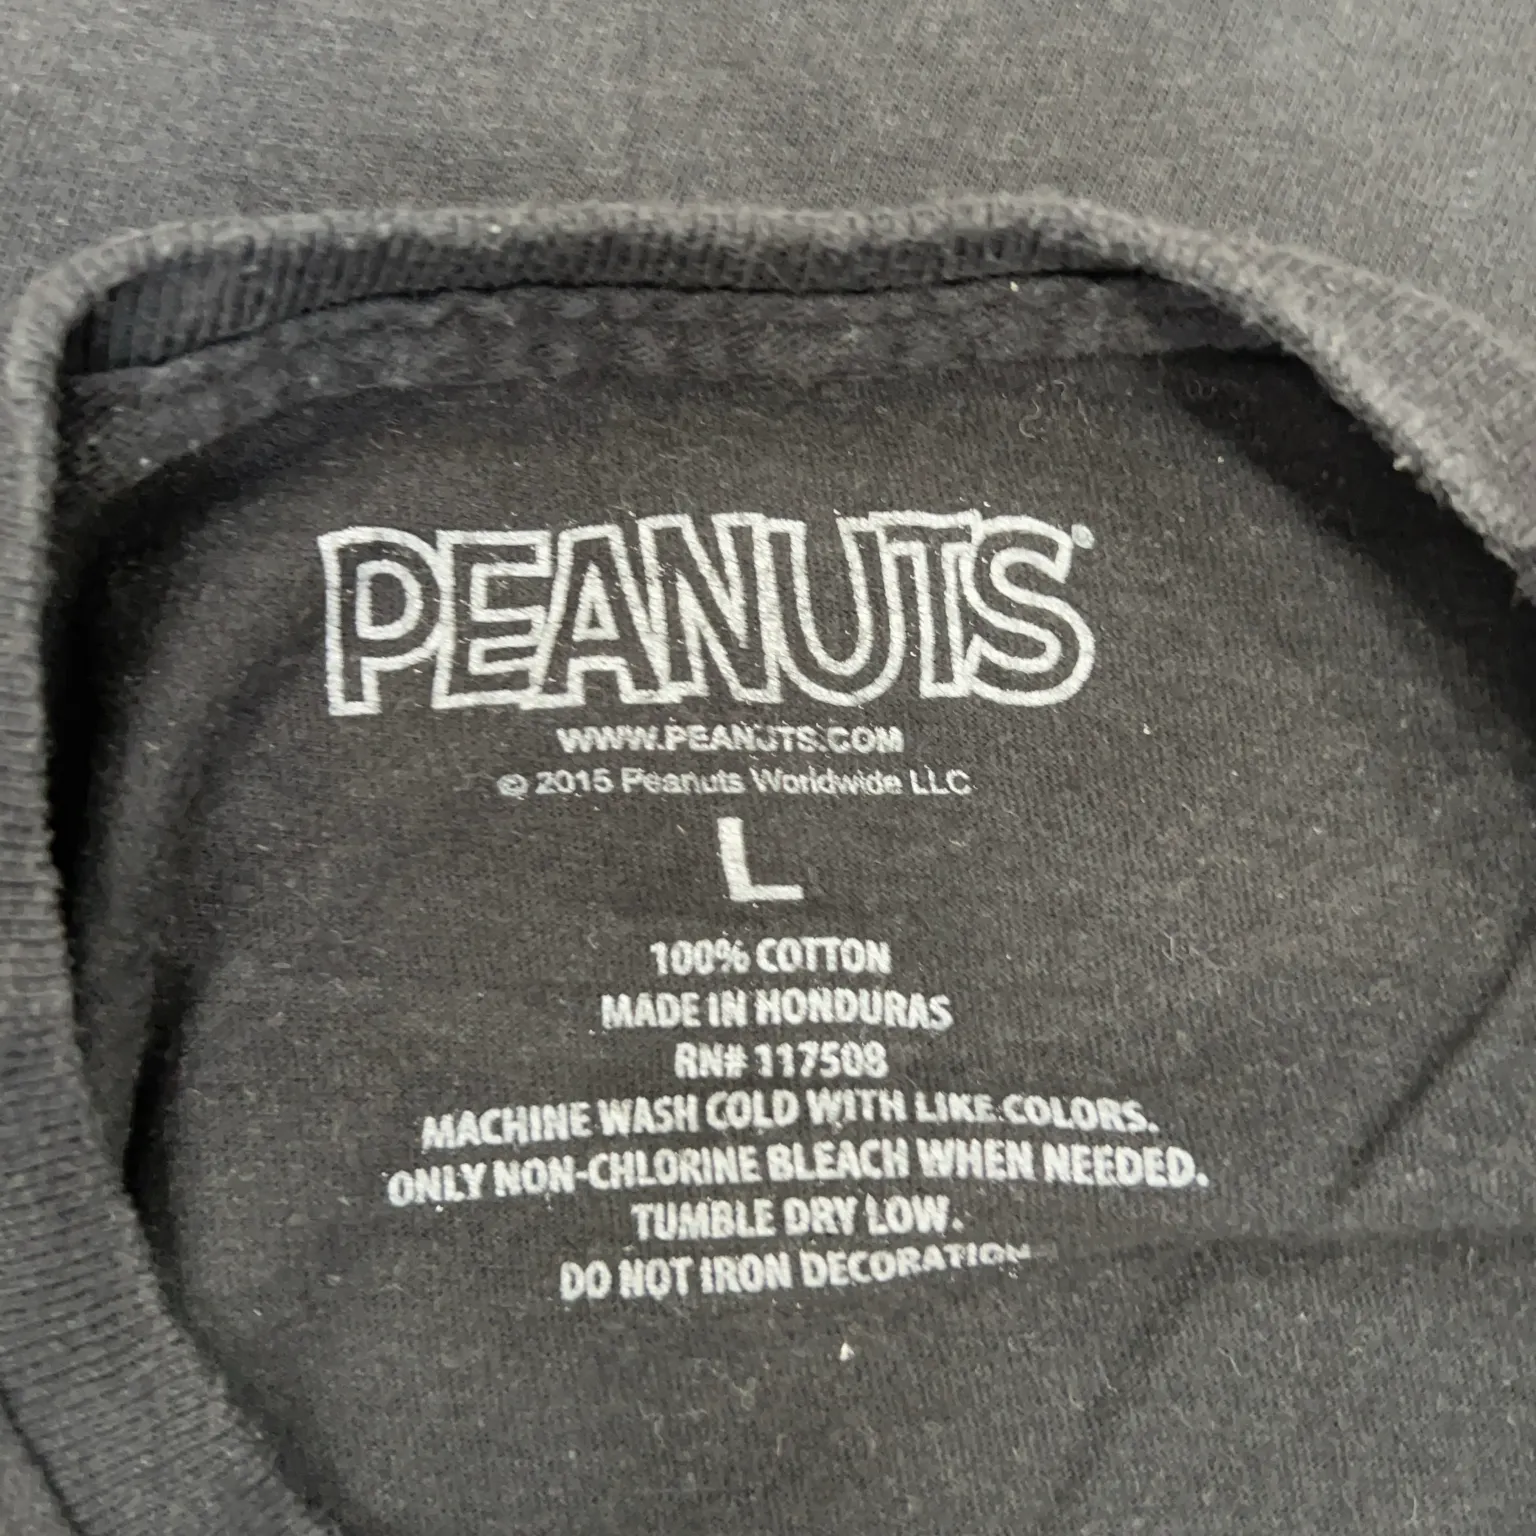 PEANUTS®
WWW.PEANUTS.COM
© 2015 Peanuts Worldwide LLC
L
100% COTTON
MADE IN HONDURAS
RN# 117508
MACHINE WASH COLD WITH LIKE COLORS.
ONLY NON-CHLORINE BLEACH WHEN NEEDED.
TUMBLE DRY LOW.
DO NOT IRON DECORATION